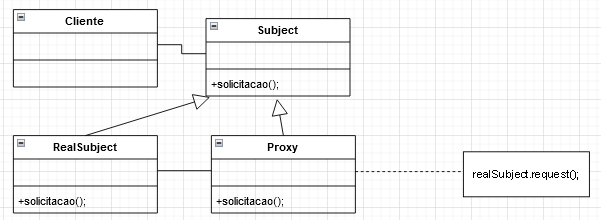 Cliente
Subject
+solicitacao();
RealSubject
+solicitacao();
Proxy
+solicitacao();
realSubject.request();